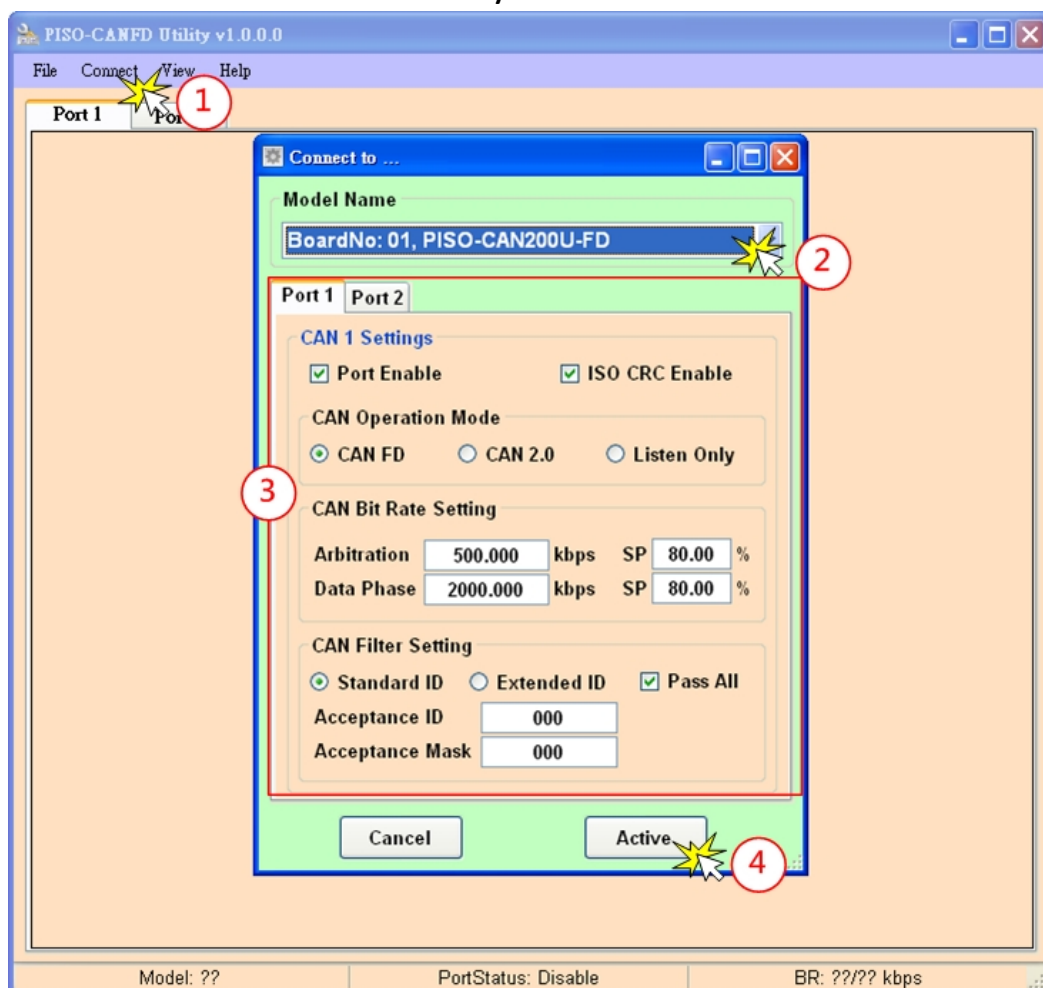 PISO-CANFD Utility v1.0.0.0
File Connect View Help
1
Port 1
Connect to ...
Model Name
BoardNo: 01, PISO-CAN200U-FD
2
Port 1 Port 2
CAN 1 Settings
Port Enable ISO CRC Enable
CAN Operation Mode
CAN FD CAN 2.0 Listen Only
3
CAN Bit Rate Setting
Arbitration 500.000 kbps SP 80.00 %
Data Phase 2000.000 kbps SP 80.00 %
CAN Filter Setting
Standard ID Extended ID Pass All
Acceptance ID 000
Acceptance Mask 000
Cancel Active
4
Model: ?? PortStatus: Disable BR: ??/?? kbps